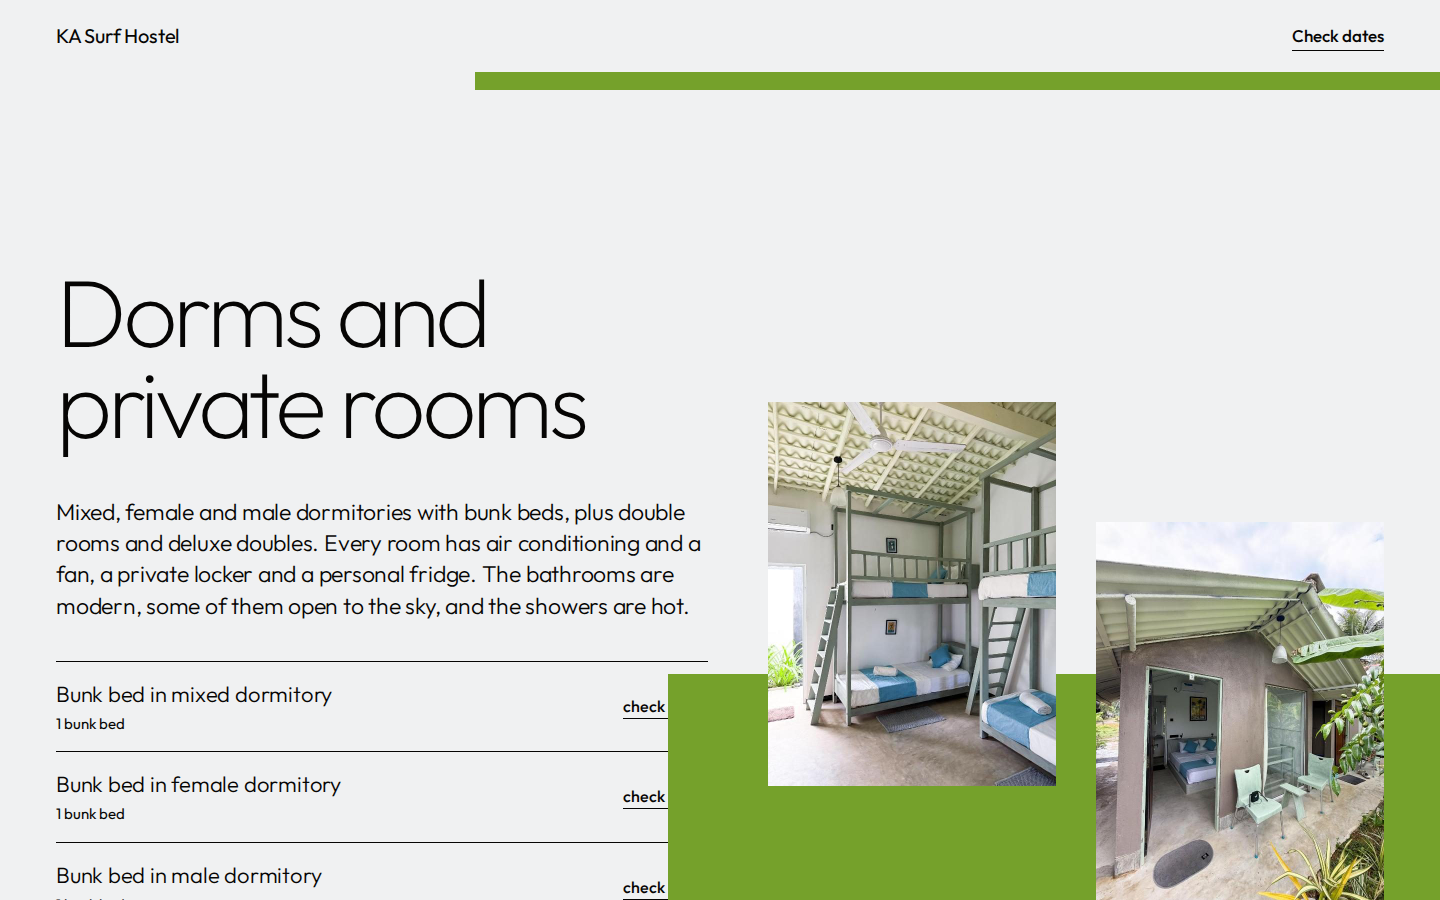 KA Surf Hostel
Check dates
Dorms and
private rooms
Mixed, female and male dormitories with bunk beds, plus double
rooms and deluxe doubles. Every room has air conditioning and a
fan, a private locker and a personal fridge. The bathrooms are
modern, some of them open to the sky, and the showers are hot.
Bunk bed in mixed dormitory
check
1 bunk bed
Bunk bed in female dormitory
check
1 bunk bed
Bunk bed in male dormitory
check